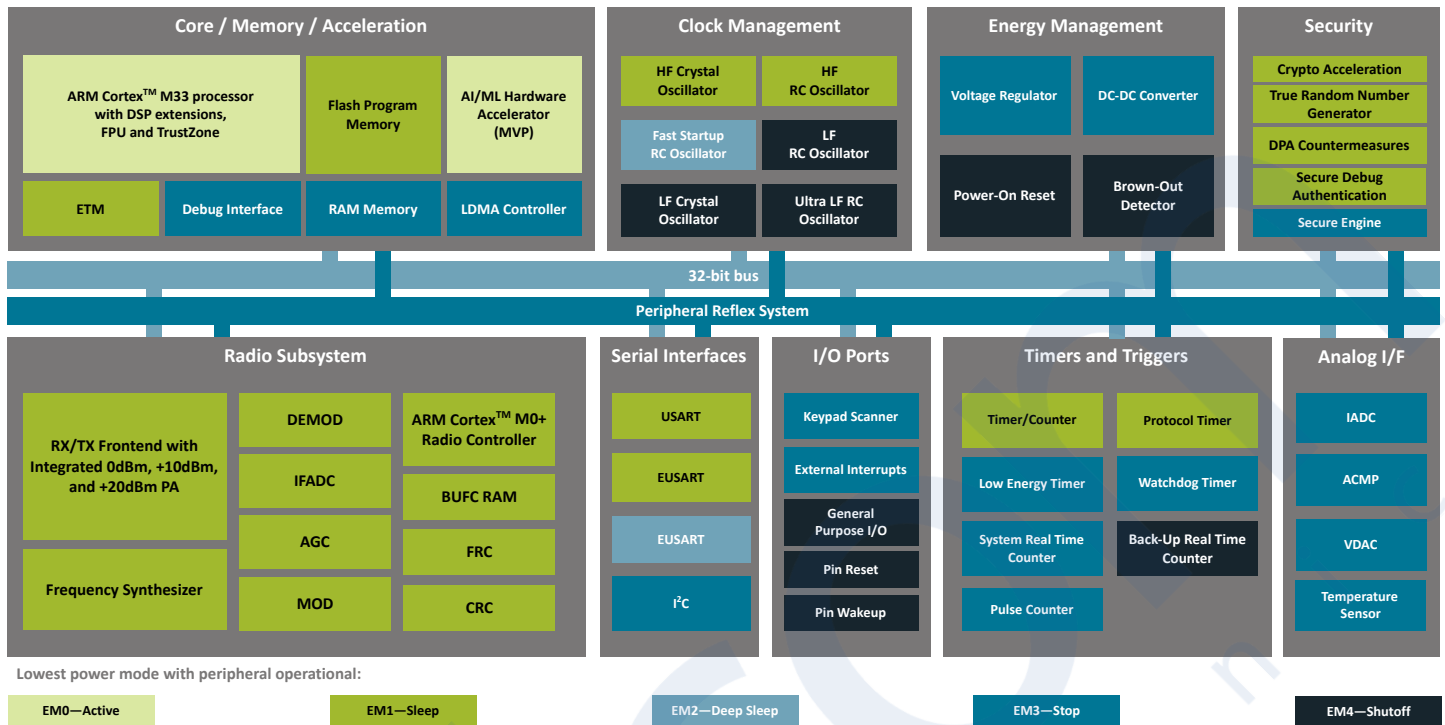 Core / Memory / Acceleration
ARM Cortex™ M33 processor
with DSP extensions,
FPU and TrustZone
Flash Program
Memory
AI/ML Hardware
Accelerator
(MVP)
ETM
Debug Interface
RAM Memory
LDMA Controller
Clock Management
HF Crystal
Oscillator
HF
RC Oscillator
Fast Startup
RC Oscillator
LF
RC Oscillator
LF Crystal
Oscillator
Ultra LF RC
Oscillator
Energy Management
Voltage Regulator
DC-DC Converter
Power-On Reset
Brown-Out
Detector
Security
Crypto Acceleration
True Random Number
Generator
DPA Countermeasures
Secure Debug
Authentication
Secure Engine
32-bit bus
Peripheral Reflex System
Radio Subsystem
RX/TX Frontend with
Integrated 0dBm, +10dBm,
and +20dBm PA
Frequency Synthesizer
DEMOD
IFADC
AGC
MOD
ARM Cortex™ M0+
Radio Controller
BUFC RAM
FRC
CRC
Serial Interfaces
USART
EUSART
EUSART
I²C
I/O Ports
Keypad Scanner
External Interrupts
General
Purpose I/O
Pin Reset
Pin Wakeup
Timers and Triggers
Timer/Counter
Protocol Timer
Low Energy Timer
Watchdog Timer
System Real Time
Counter
Back-Up Real Time
Counter
Pulse Counter
Analog I/F
IADC
ACMP
VDAC
Temperature
Sensor
Lowest power mode with peripheral operational:
EM0—Active
EM1—Sleep
EM2—Deep Sleep
EM3—Stop
EM4—Shutoff